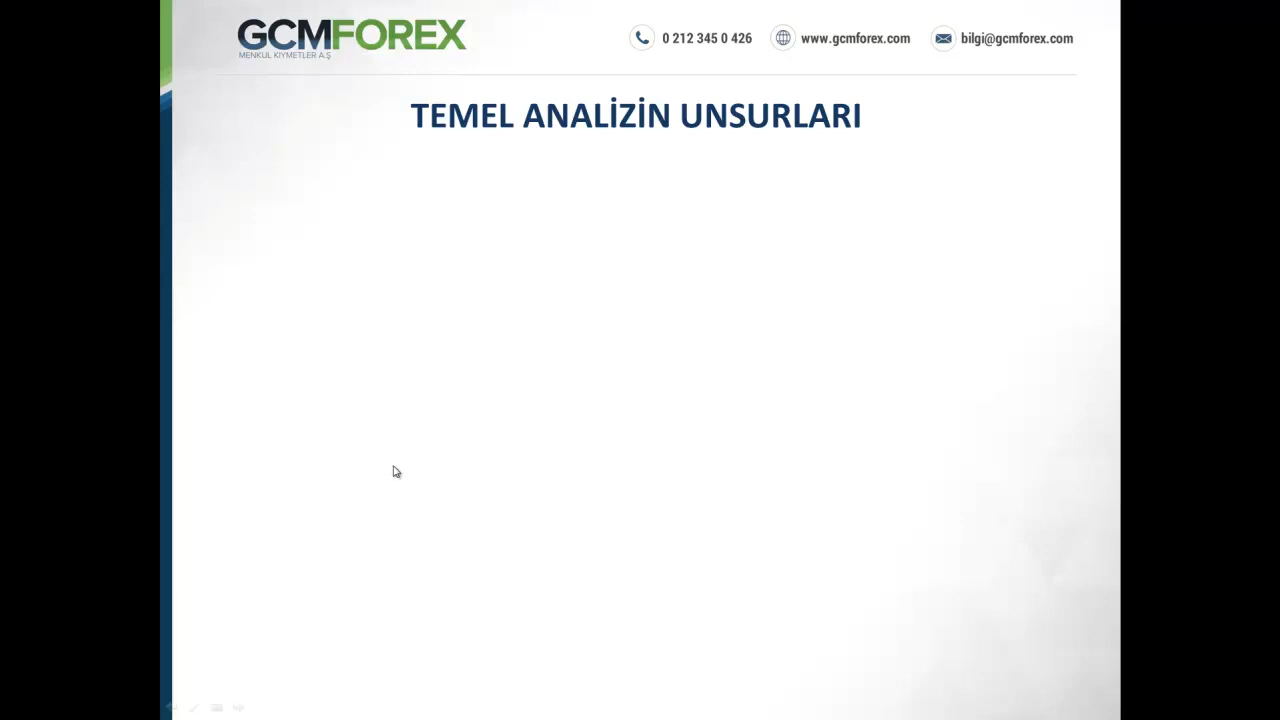 GCMFOREX
MENKUL KIYMETLER A.Ş
0 212 345 0 426
www.gcmforex.com
bilgi@gcmforex.com
TEMEL ANALİZİN UNSURLARI